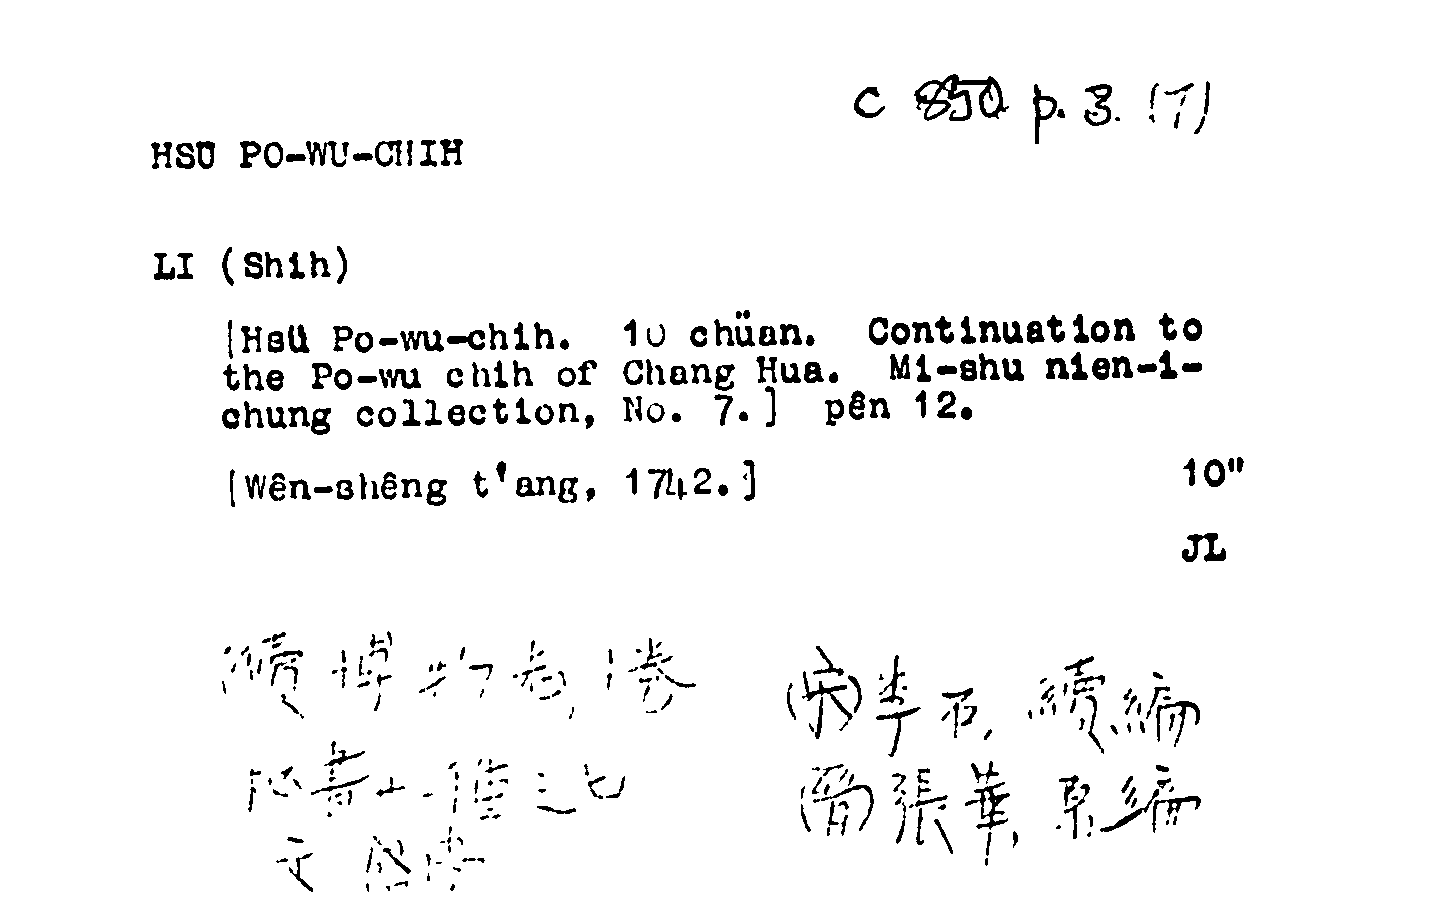 C 850 p. 3. (7)
HSÜ PO-WU-CHIH
LI (Shih)
[Hsü Po-wu-chih. 10 chüan. Continuation to
the Po-wu chih of Chang Hua. Mi-shu nien-i-
chung collection, No. 7.] pên 12.
[Wên-shêng t'ang, 1742.] 10"
JL
續博物志 卷
(宋)李石, 續編
祕書廿一種之七
(晉)張華, 原編
文 堂